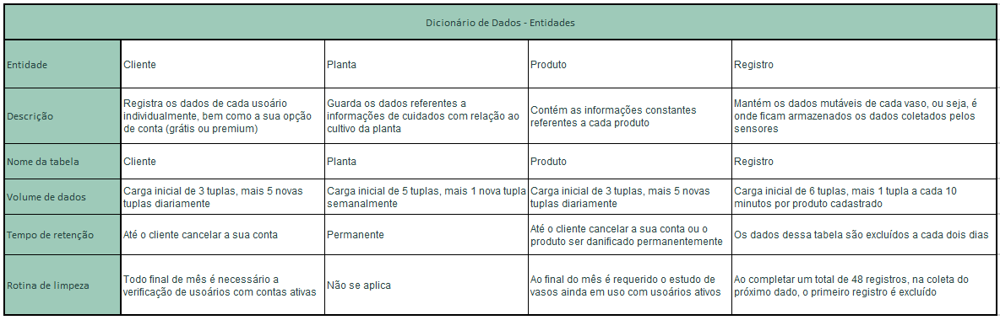 Dicionário de Dados - Entidades
Entidade
Cliente
Planta
Produto
Registro
Descrição
Registra os dados de cada usoário
individualmente, bem como a sua opção
de conta (grátis ou premium)
Guarda os dados referentes a
informações de cuidados com relação ao
cultivo da planta
Contém as informações constantes
referentes a cada produto
Mantém os dados mutáveis de cada vaso, ou seja, é
onde ficam armazenados os dados coletados pelos
sensores
Nome da tabela
Cliente
Planta
Produto
Registro
Volume de dados
Carga inicial de 3 tuplas, mais 5 novas
tuplas diariamente
Carga inicial de 5 tuplas, mais 1 nova tupla
semanalmente
Carga inicial de 3 tuplas, mais 5 novas
tuplas diariamente
Carga inicial de 6 tuplas, mais 1 tupla a cada 10
minutos por produto cadastrado
Tempo de retenção
Até o cliente cancelar a sua conta
Permanente
Até o cliente cancelar a sua conta ou o
produto ser danificado permanentemente
Os dados dessa tabela são excluídos a cada dois dias
Rotina de limpeza
Todo final de mês é necessário a
verificação de usoários com contas ativas
Não se aplica
Ao final do mês é requerido o estudo de
vasos ainda em uso com usoários ativos
Ao completar um total de 48 registros, na coleta do
próximo dado, o primeiro registro é excluído